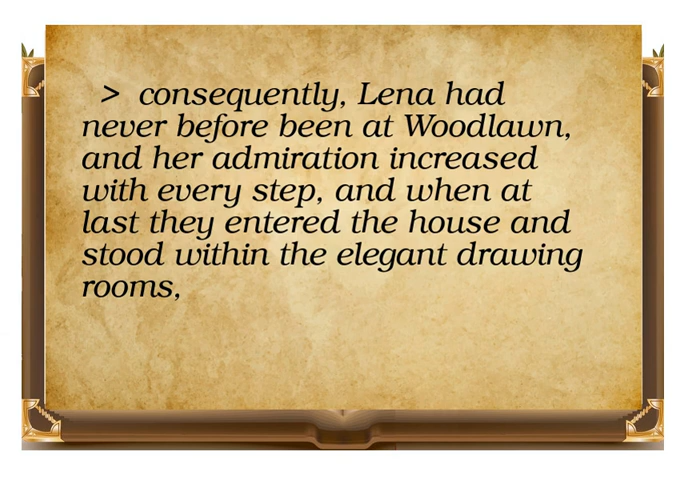 > consequently, Lena had
never before been at Woodlawn,
and her admiration increased
with every step, and when at
last they entered the house and
stood within the elegant drawing
rooms,